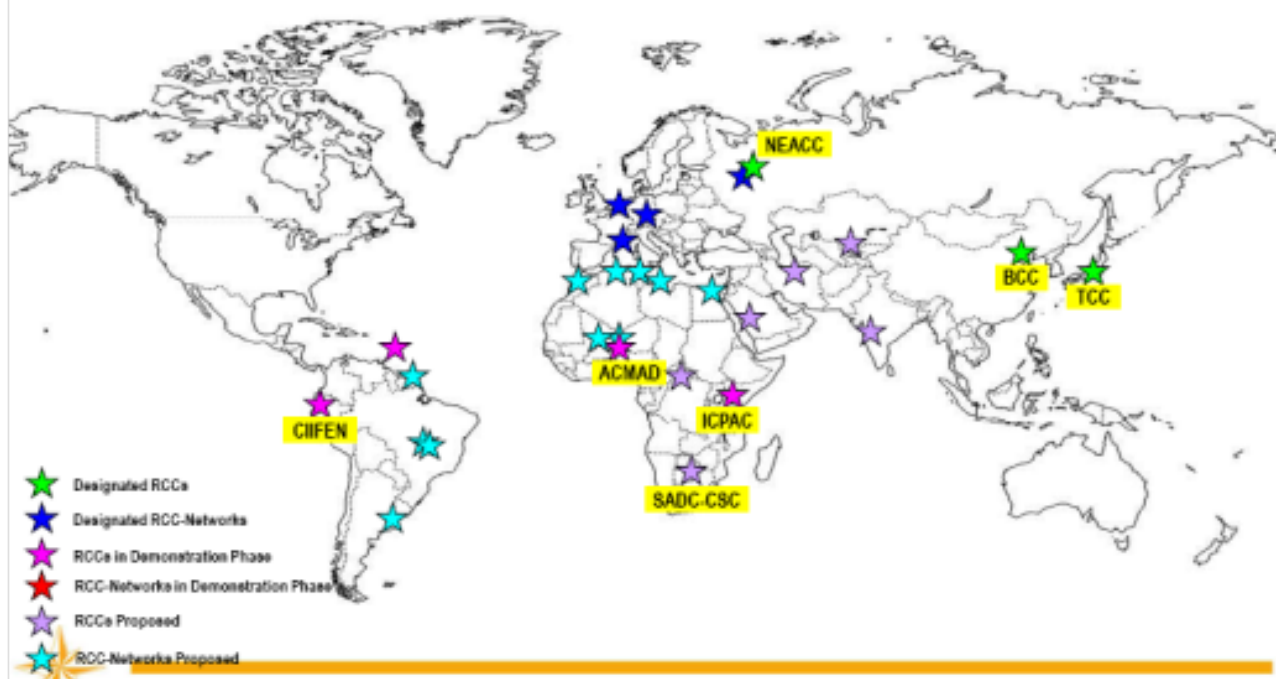 NEACC
BCC
TCC
ACMAD
ICPAC
CIIFEN
SADC-CSC
Designated RCCs
Designated RCC-Networks
RCCs in Demonstration Phase
RCC-Networks in Demonstration Phase
RCCs Proposed
RCC-Networks Proposed